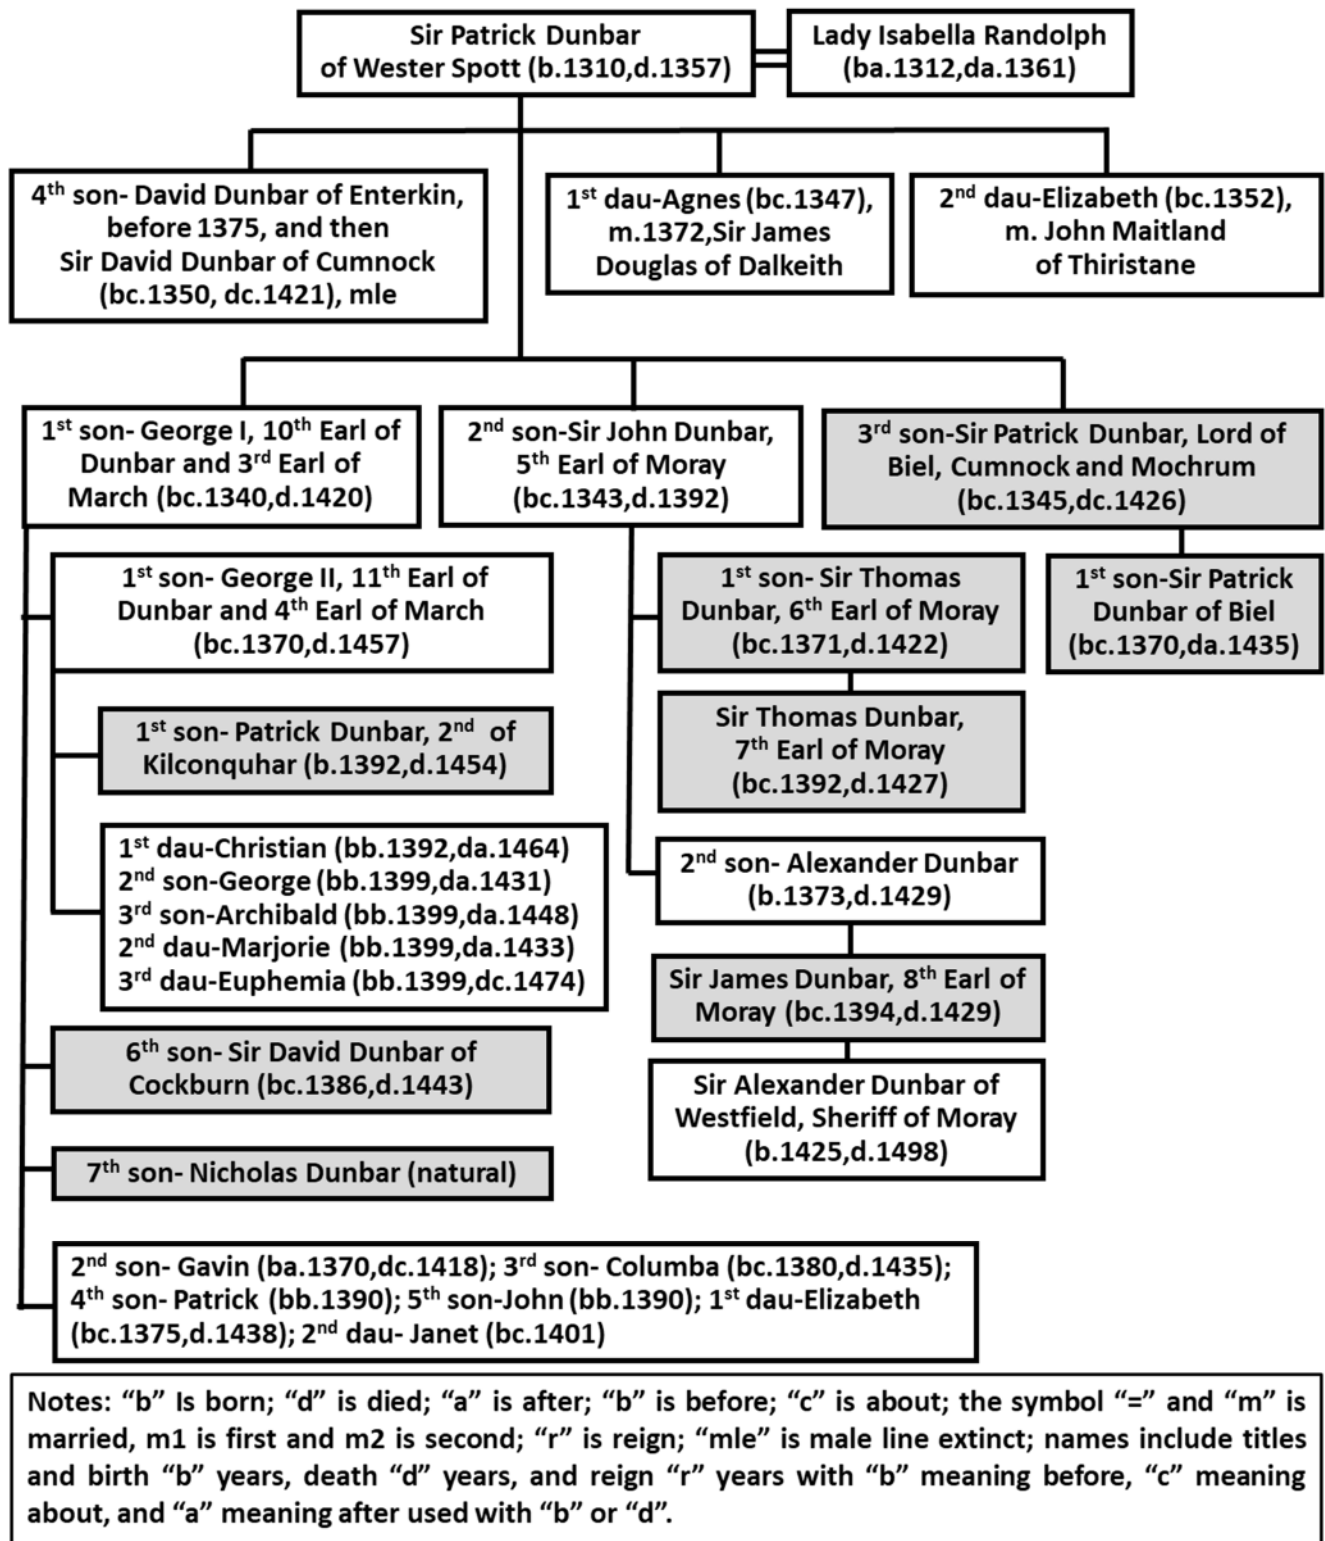 Sir Patrick Dunbar
of Wester Spott (b.1310,d.1357)
Lady Isabella Randolph
(ba.1312,da.1361)
4th son- David Dunbar of Enterkin,
before 1375, and then
Sir David Dunbar of Cumnock
(bc.1350, dc.1421), mle
1st dau-Agnes (bc.1347),
m.1372,Sir James
Douglas of Dalkeith
2nd dau-Elizabeth (bc.1352),
m. John Maitland
of Thiristane
1st son- George I, 10th Earl of
Dunbar and 3rd Earl of
March (bc.1340,d.1420)
2nd son-Sir John Dunbar,
5th Earl of Moray
(bc.1343,d.1392)
3rd son-Sir Patrick Dunbar, Lord of
Biel, Cumnock and Mochrum
(bc.1345,dc.1426)
1st son- George II, 11th Earl of
Dunbar and 4th Earl of March
(bc.1370,d.1457)
1st son- Sir Thomas
Dunbar, 6th Earl of Moray
(bc.1371,d.1422)
1st son-Sir Patrick
Dunbar of Biel
(bc.1370,da.1435)
1st son- Patrick Dunbar, 2nd of
Kilconquhar (b.1392,d.1454)
Sir Thomas Dunbar,
7th Earl of Moray
(bc.1392,d.1427)
1st dau-Christian (bb.1392,da.1464)
2nd son-George (bb.1399,da.1431)
3rd son-Archibald (bb.1399,da.1448)
2nd dau-Marjorie (bb.1399,da.1433)
3rd dau-Euphemia (bb.1399,dc.1474)
2nd son- Alexander Dunbar
(b.1373,d.1429)
Sir James Dunbar, 8th Earl of
Moray (bc.1394,d.1429)
6th son- Sir David Dunbar of
Cockburn (bc.1386,d.1443)
Sir Alexander Dunbar of
Westfield, Sheriff of Moray
(b.1425,d.1498)
7th son- Nicholas Dunbar (natural)
2nd son- Gavin (ba.1370,dc.1418); 3rd son- Columba (bc.1380,d.1435);
4th son- Patrick (bb.1390); 5th son-John (bb.1390); 1st dau-Elizabeth
(bc.1375,d.1438); 2nd dau- Janet (bc.1401)
Notes: “b” Is born; “d” is died; “a” is after; “b” is before; “c” is about; the symbol “=” and “m” is
married, m1 is first and m2 is second; “r” is reign; “mle” is male line extinct; names include titles
and birth “b” years, death “d” years, and reign “r” years with “b” meaning before, “c” meaning
about, and “a” meaning after used with “b” or “d”.